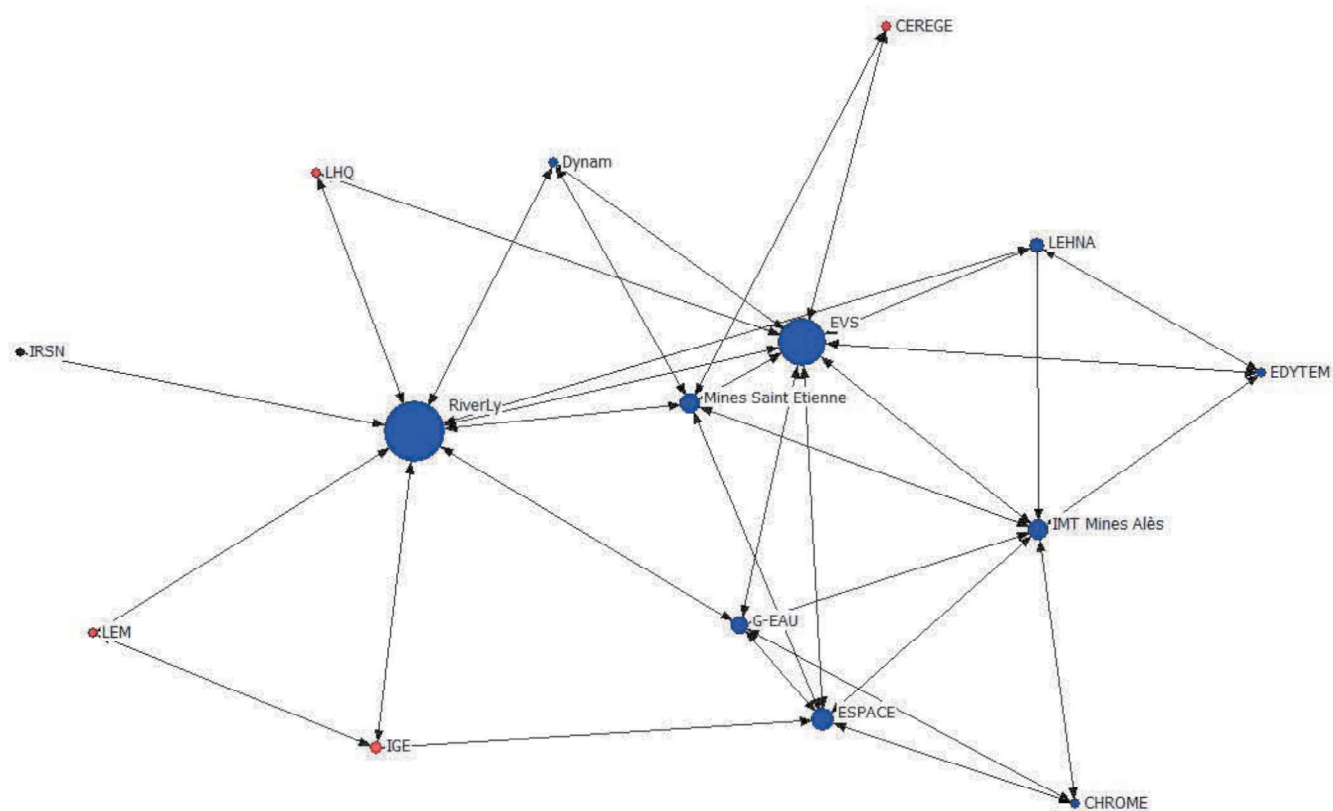 CEREGE
Dynam
LHQ
LEHNA
EVS
IRSN
EDYTEM
Mines Saint Etienne
RiverLy
IMT Mines Alès
G-EAU
LEM
ESPACE
IGE
CHROME